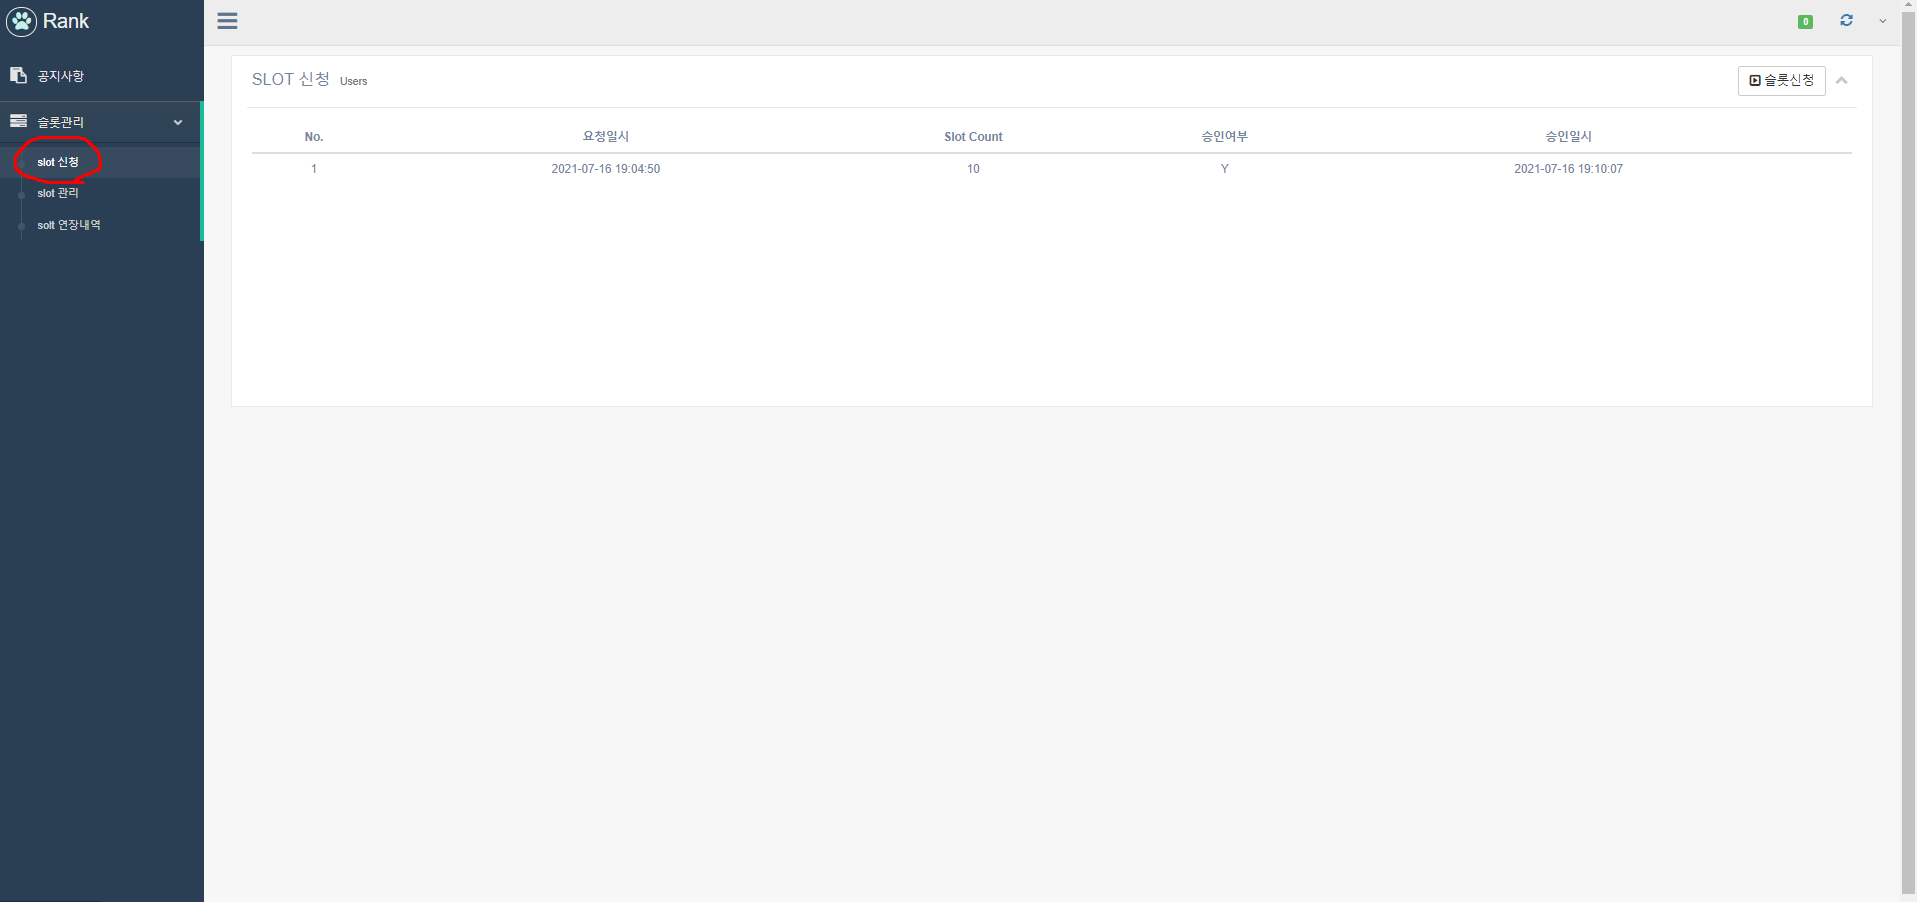 Rank
0
공지사항
슬롯관리
slot 신청
slot 관리
solt 연장내역
SLOT 신청 Users
슬롯신청
No. 요청일시 Slot Count 승인여부 승인일시
1 2021-07-16 19:04:50 10 Y 2021-07-16 19:10:07